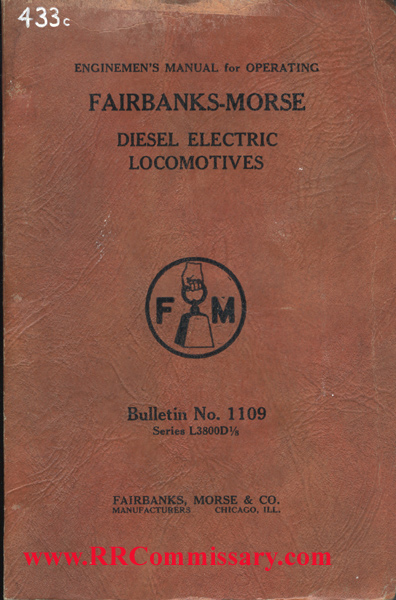 433c
ENGINEMEN'S MANUAL for OPERATING
FAIRBANKS-MORSE
DIESEL ELECTRIC
LOCOMOTIVES
F M
Bulletin No. 1109
Series L3800D⅛
FAIRBANKS, MORSE & CO.
MANUFACTURERS CHICAGO, ILL.
www.RRCommissary.com